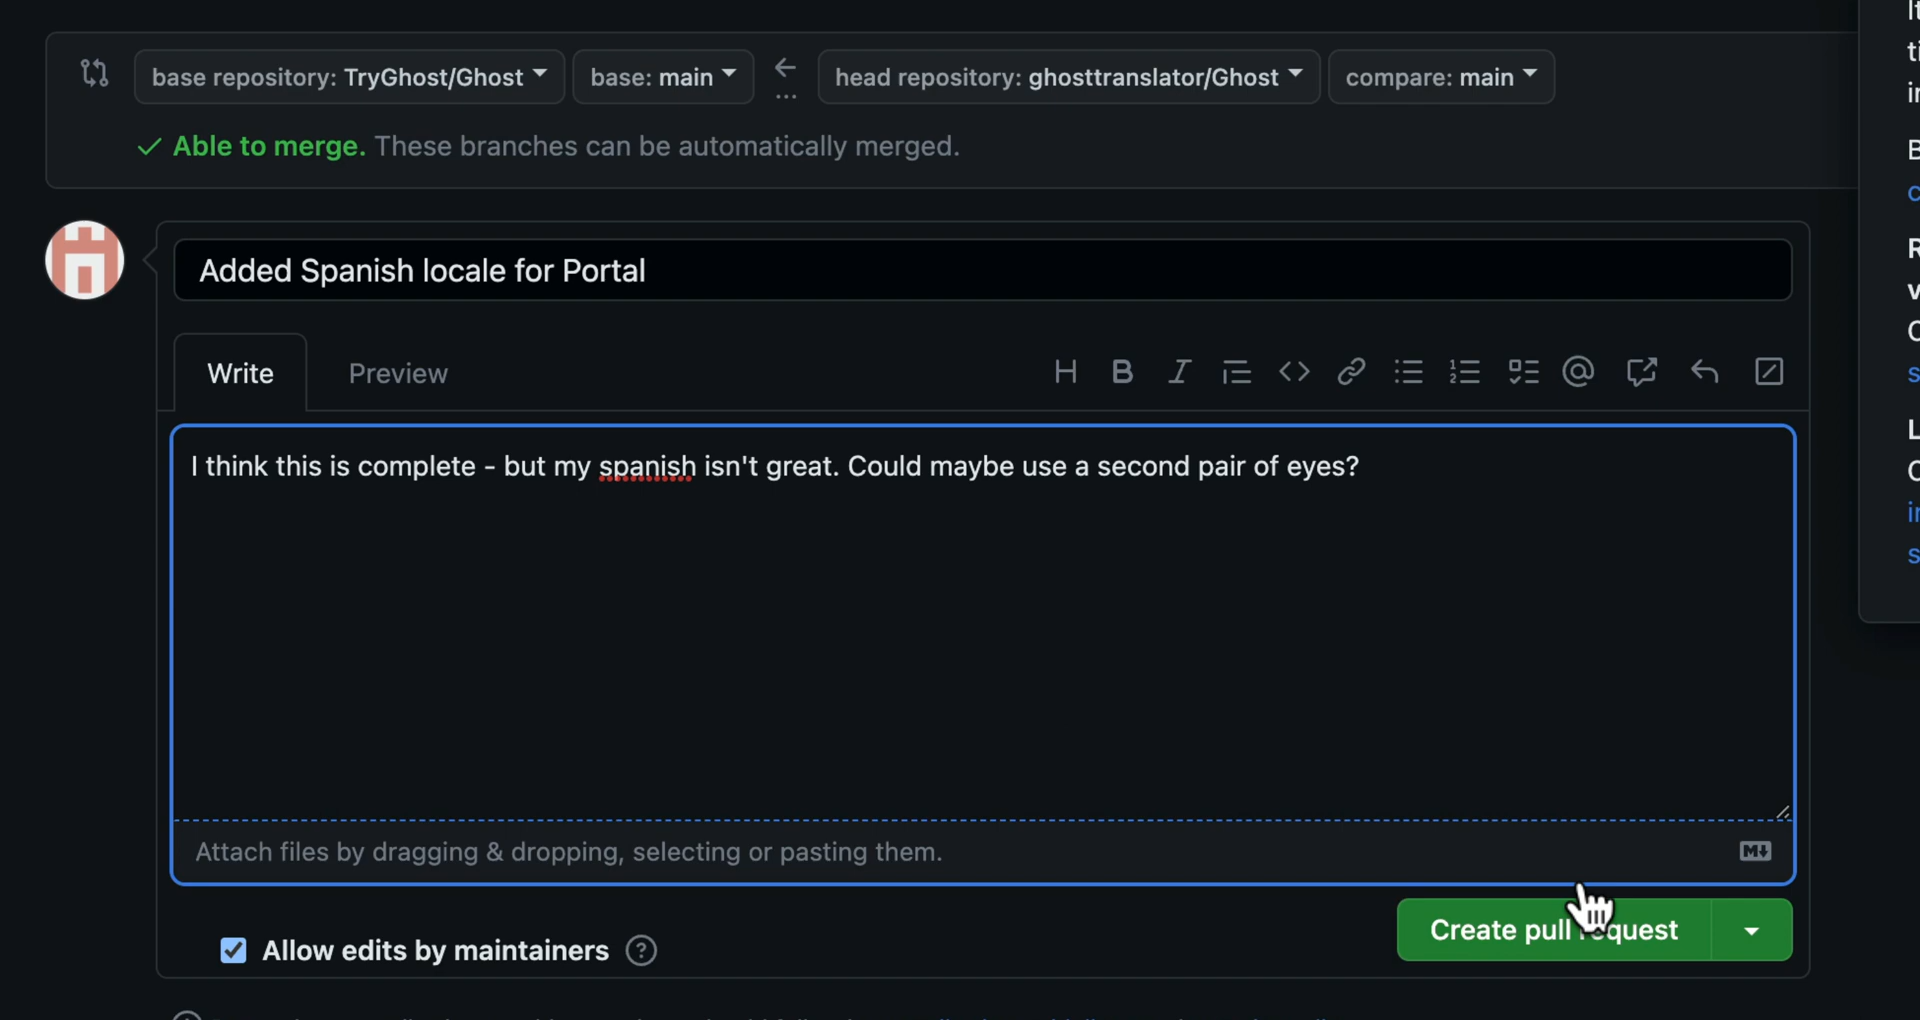 base repository: TryGhost/Ghost base: main head repository: ghosttranslator/Ghost compare: main
Able to merge. These branches can be automatically merged.
Added Spanish locale for Portal
Write Preview
I think this is complete - but my spanish isn't great. Could maybe use a second pair of eyes?
Attach files by dragging & dropping, selecting or pasting them.
Allow edits by maintainers
Create pull